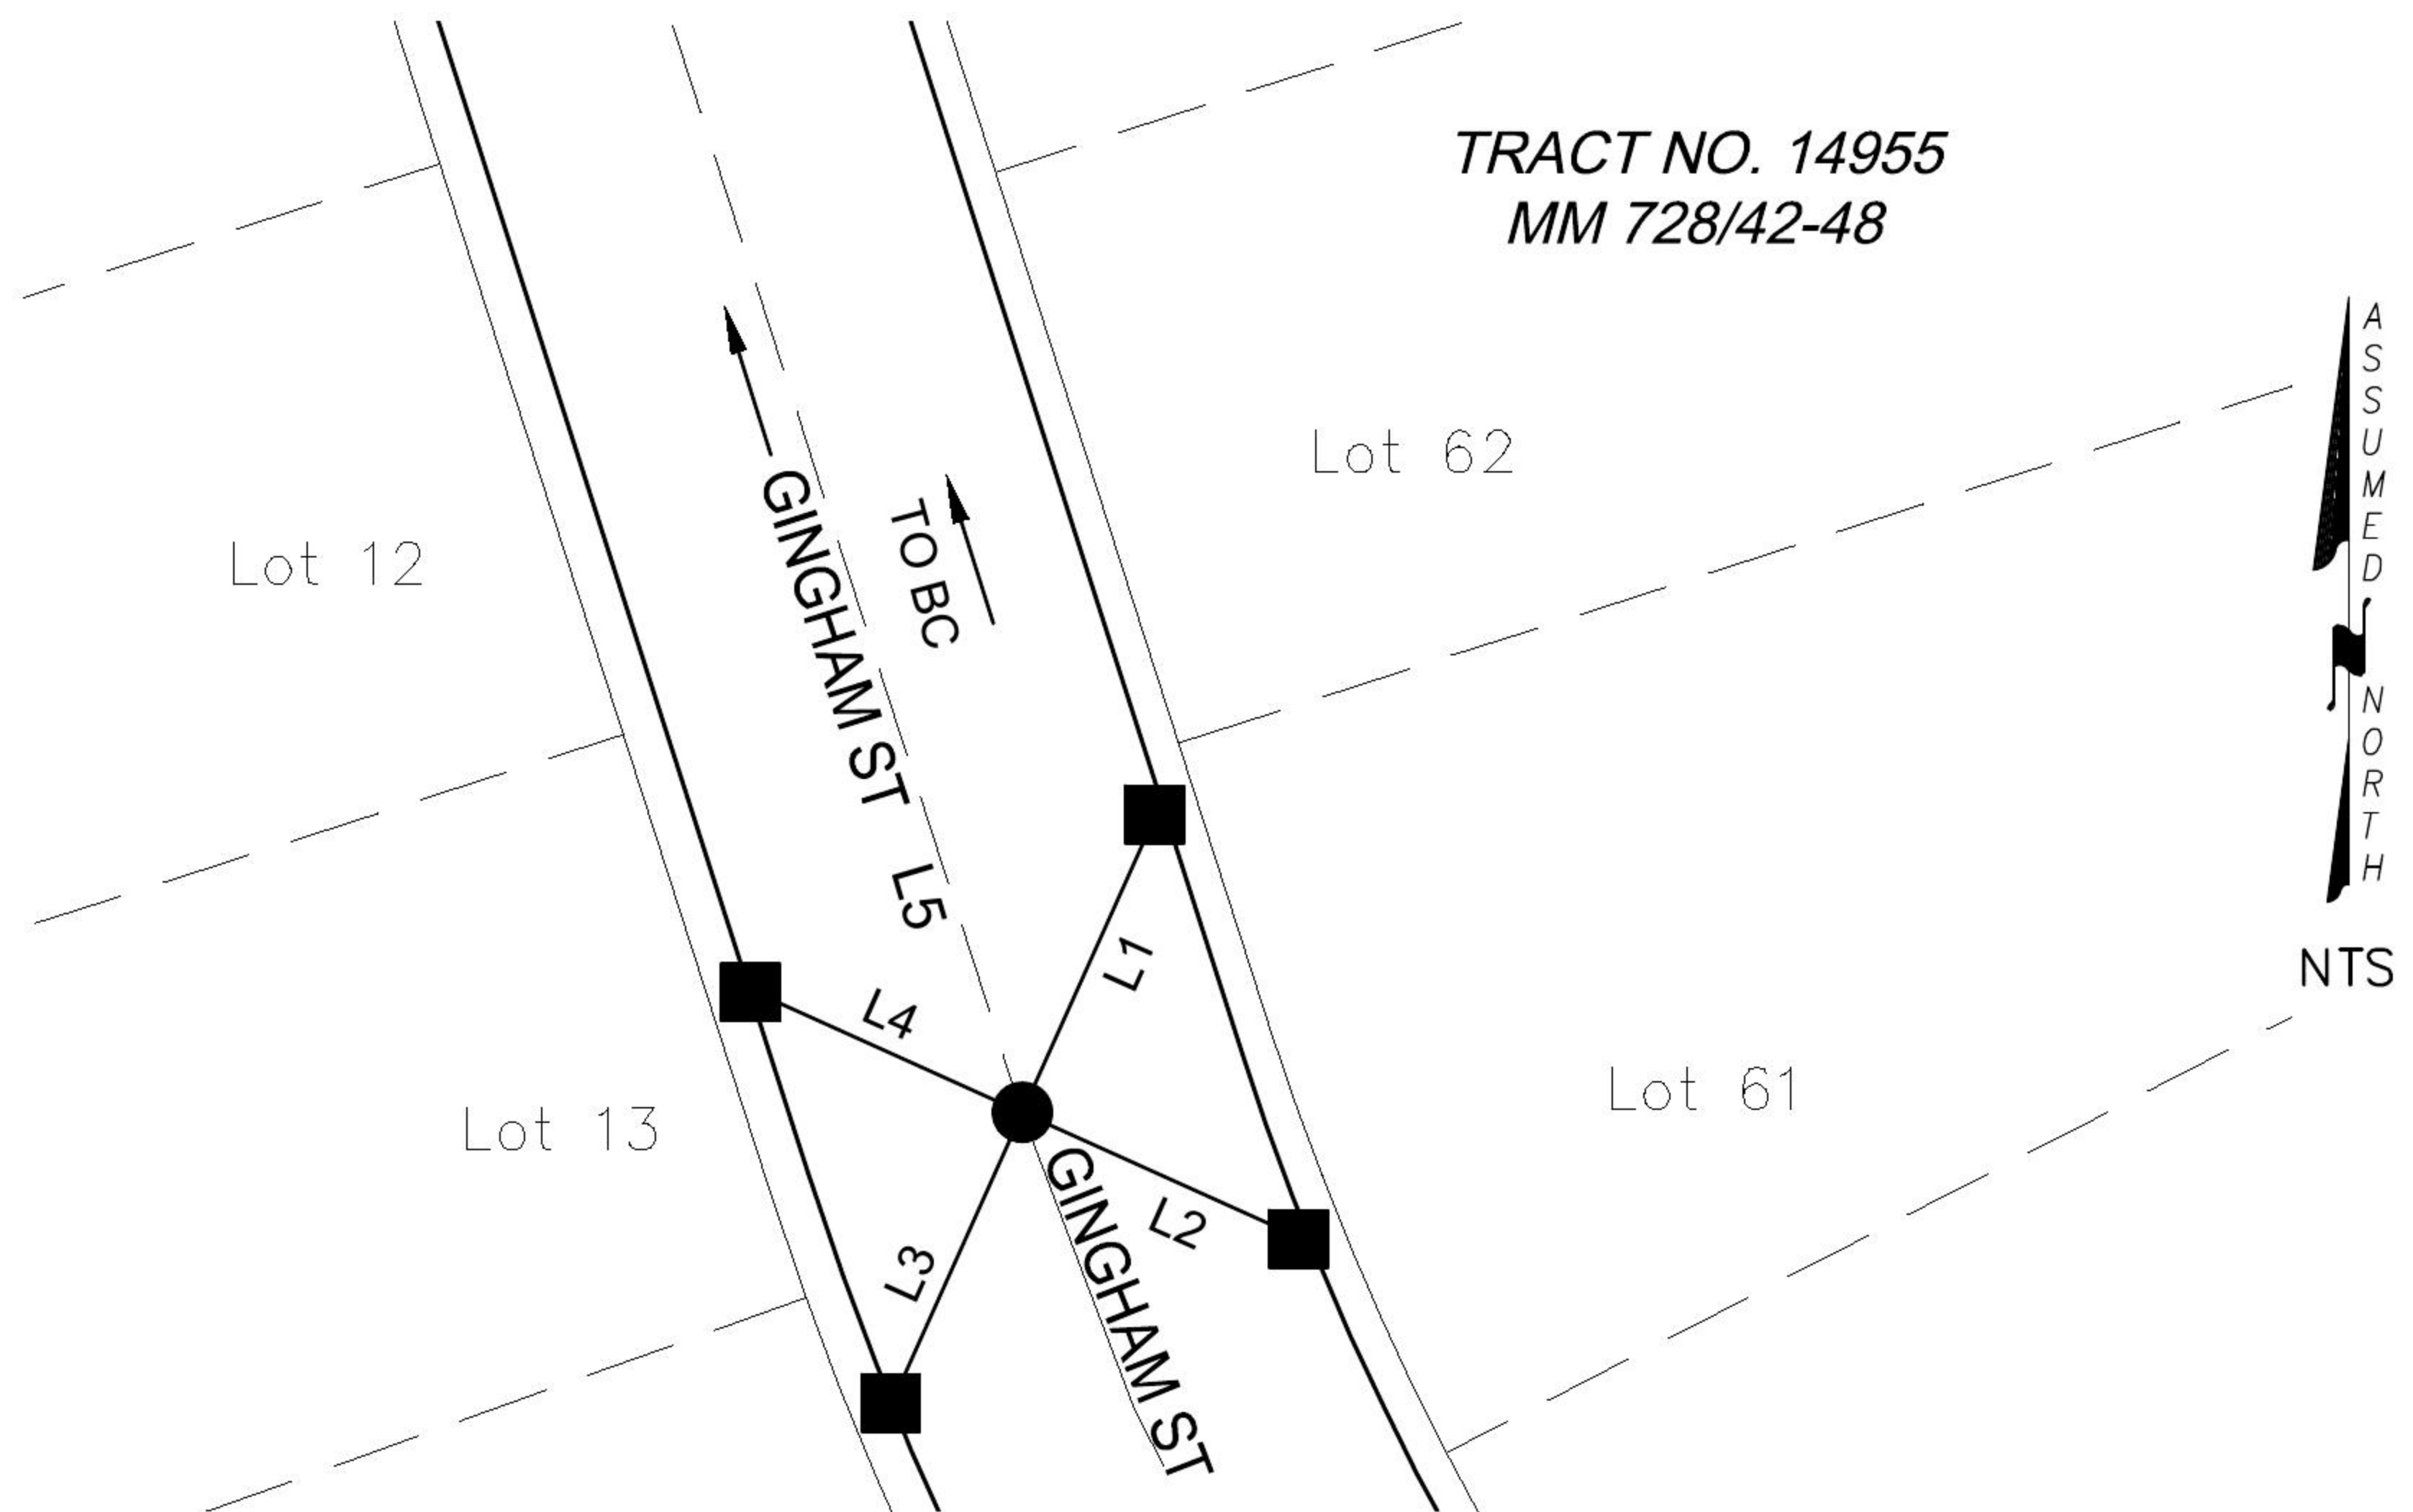 TRACT NO. 14955
MM 728/42-48
ASSUMED
N
NORTH
NTS
Lot 62
Lot 12
GINGHAM ST L5
TO BC
L1
L4
Lot 61
Lot 13
L2
L3
GINGHAM ST